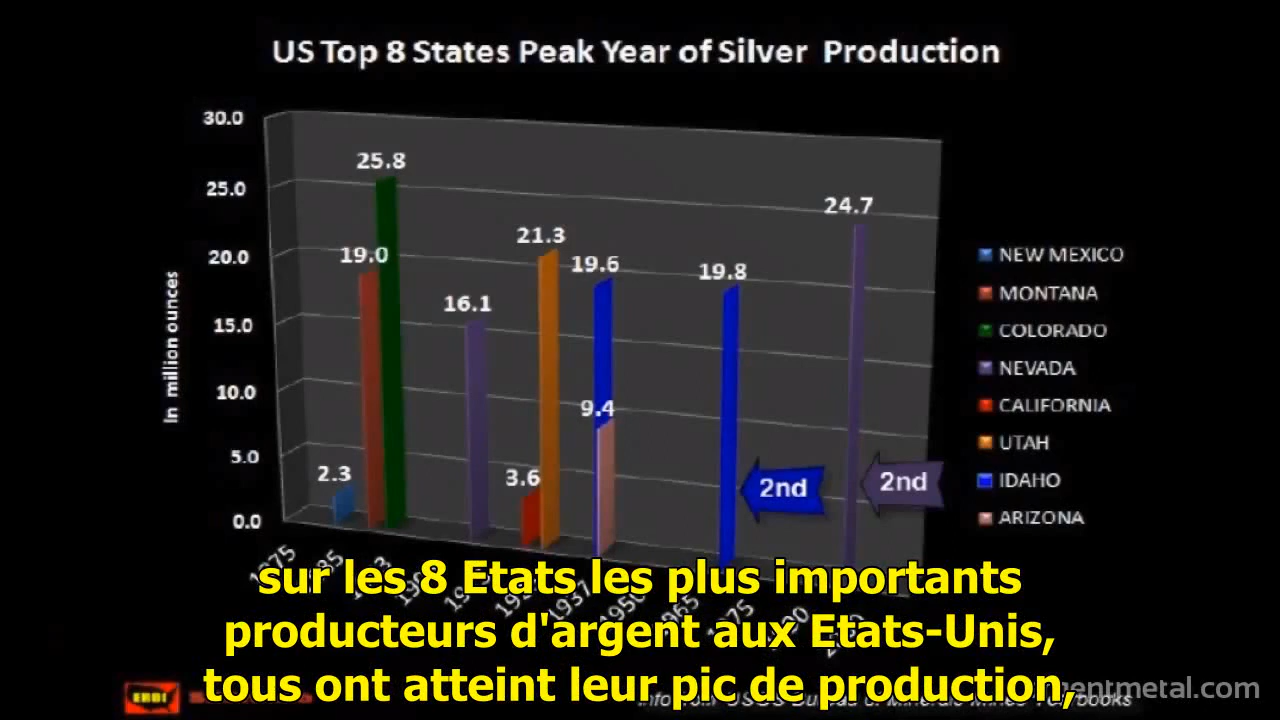 US Top 8 States Peak Year of Silver Production
30.0
25.0
20.0
15.0
10.0
5.0
0.0
In million ounces
2.3
19.0
25.8
16.1
3.6
21.3
19.6
9.4
19.8
24.7
2nd
2nd
NEW MEXICO
MONTANA
COLORADO
NEVADA
CALIFORNIA
UTAH
IDAHO
ARIZONA
1875
1937
1950
sur les 8 Etats les plus importants
producteurs d'argent aux Etats-Unis,
tous ont atteint leur pic de production,